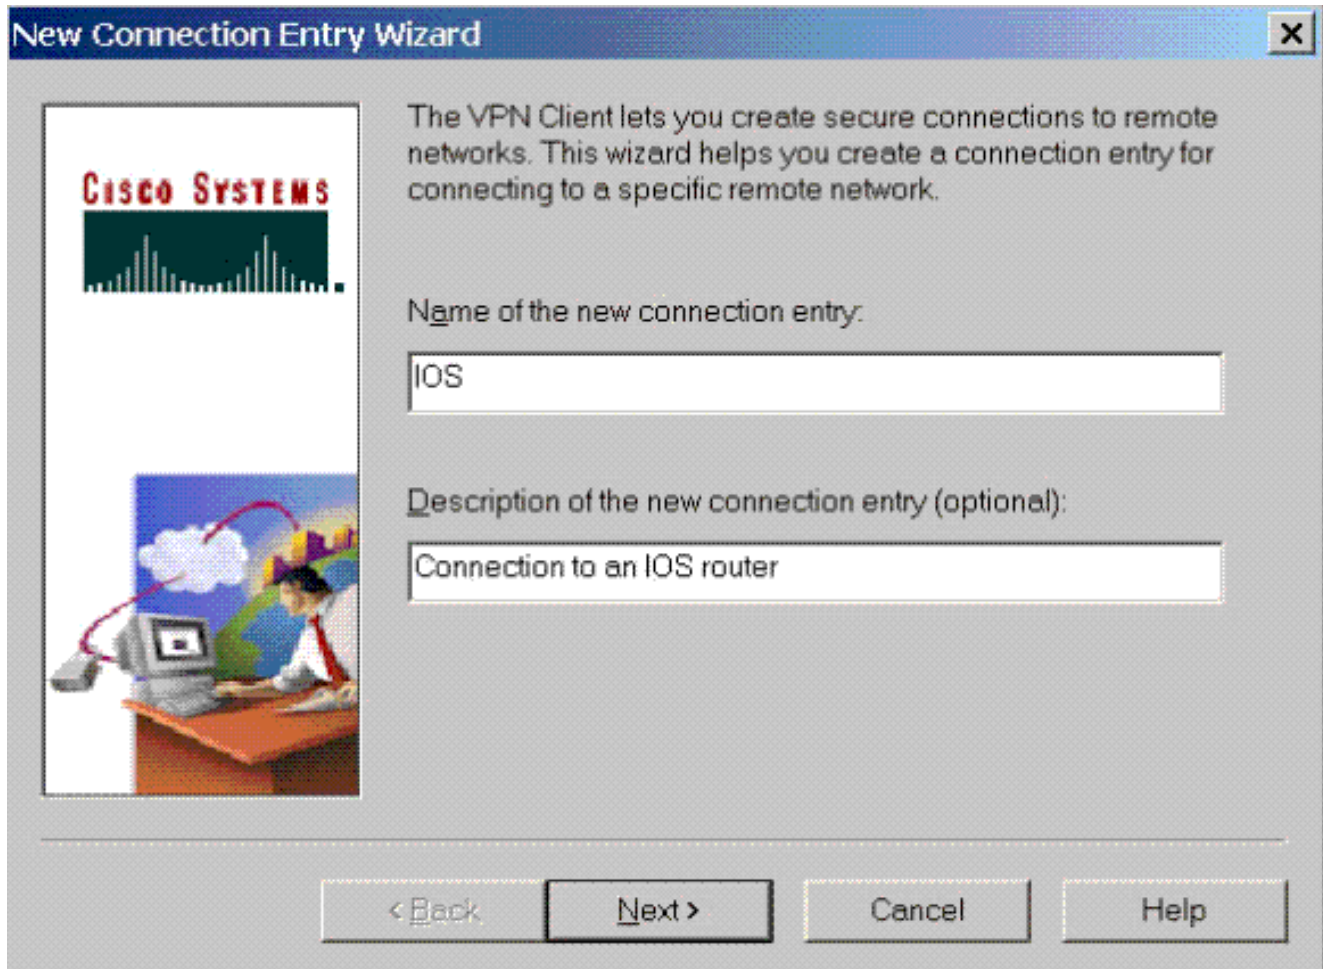 New Connection Entry Wizard
CISCO SYSTEMS
The VPN Client lets you create secure connections to remote
networks. This wizard helps you create a connection entry for
connecting to a specific remote network.
Name of the new connection entry:
IOS
Description of the new connection entry (optional):
Connection to an IOS router
< Back
Next >
Cancel
Help